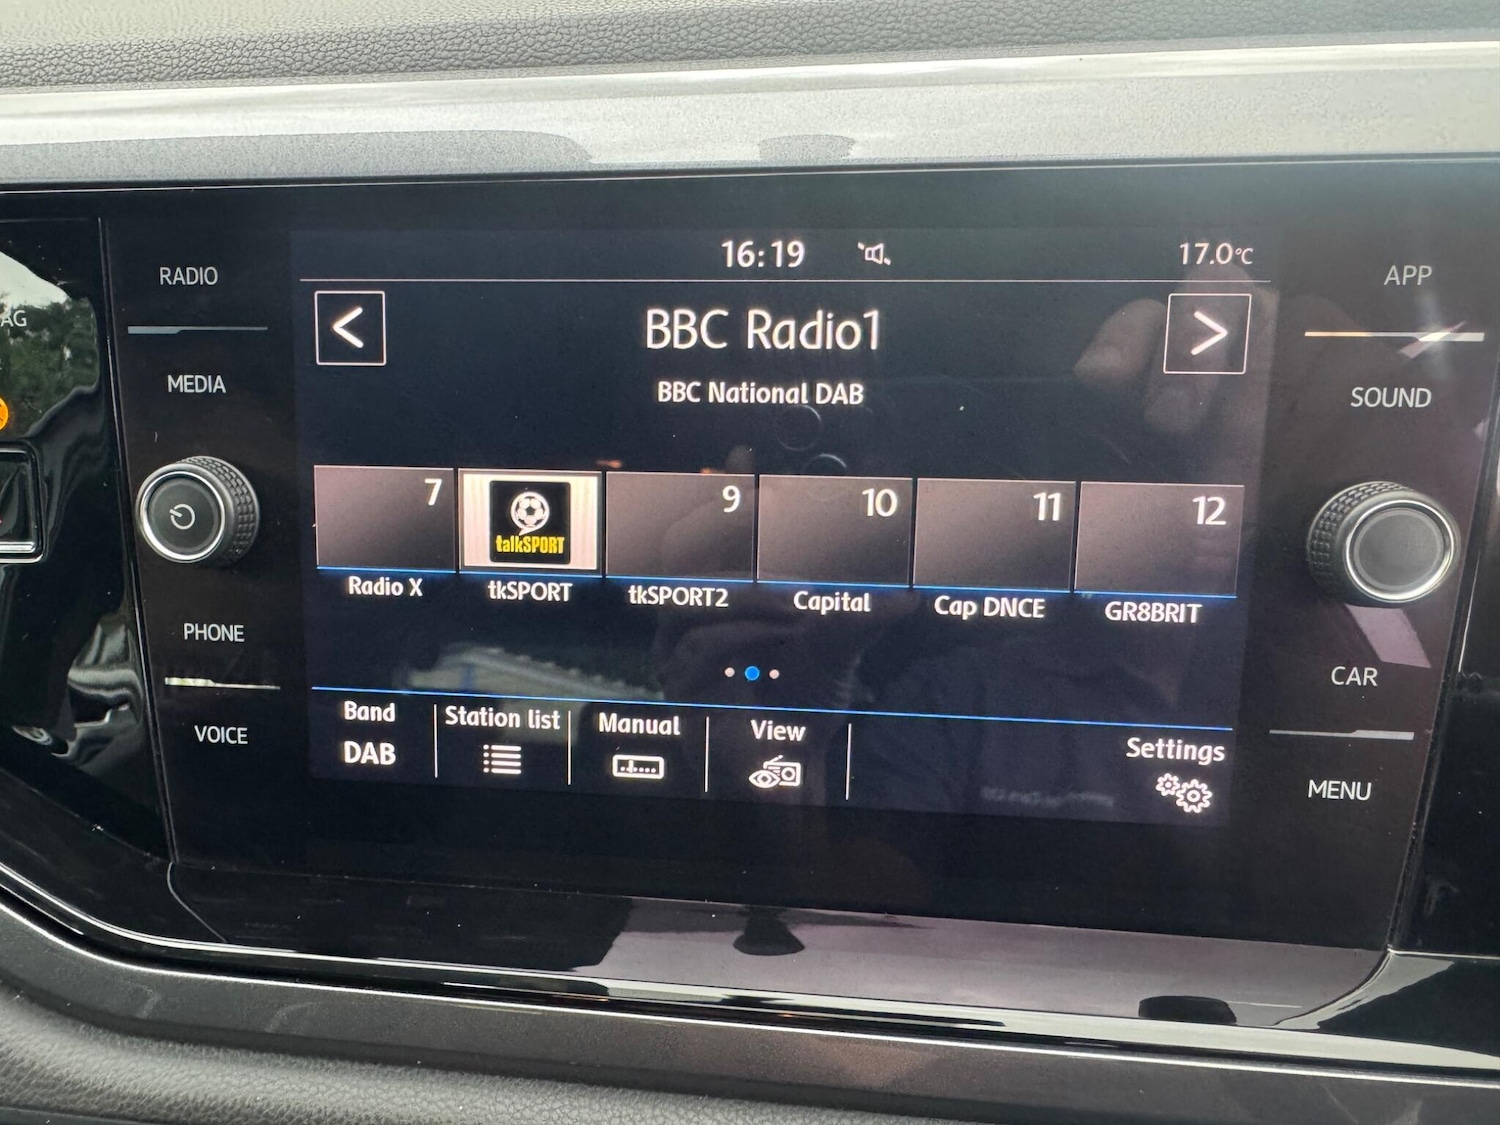 16:19 17.0°C
RADIO
APP
AG
BBC Radio1
MEDIA
BBC National DAB
SOUND
7 9 10 11 12
talkSPORT
Radio X tkSPORT tkSPORT2 Capital Cap DNCE GR8BRIT
PHONE
CAR
VOICE
Band Station list Manual View Settings
DAB
MENU